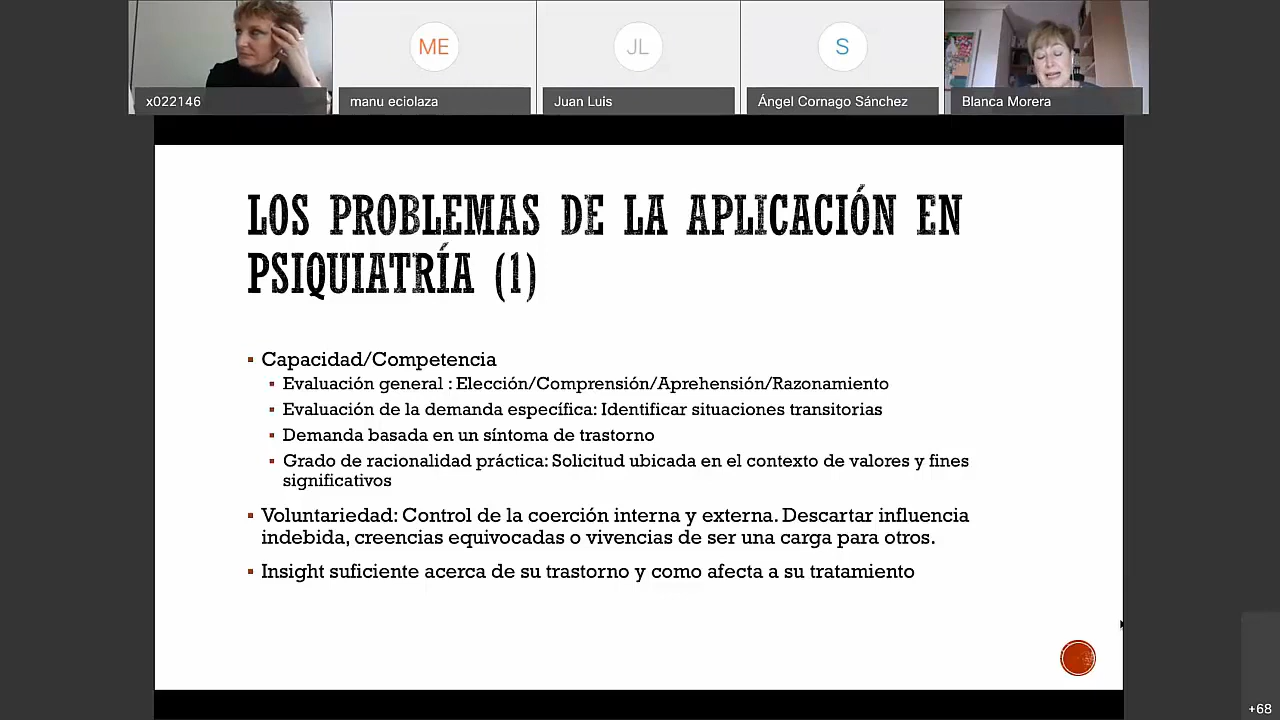 ME
JL
S
x022146
manu eciolaza
Juan Luis
Ángel Cornago Sánchez
Blanca Morera
LOS PROBLEMAS DE LA APLICACIÓN EN
PSIQUIATRÍA (1)
▪ Capacidad/Competencia
▪ Evaluación general : Elección/Comprensión/Aprehensión/Razonamiento
▪ Evaluación de la demanda específica: Identificar situaciones transitorias
▪ Demanda basada en un síntoma de trastorno
▪ Grado de racionalidad práctica: Solicitud ubicada en el contexto de valores y fines
significativos
▪ Voluntariedad: Control de la coerción interna y externa. Descartar influencia
indebida, creencias equivocadas o vivencias de ser una carga para otros.
▪ Insight suficiente acerca de su trastorno y como afecta a su tratamiento
+68